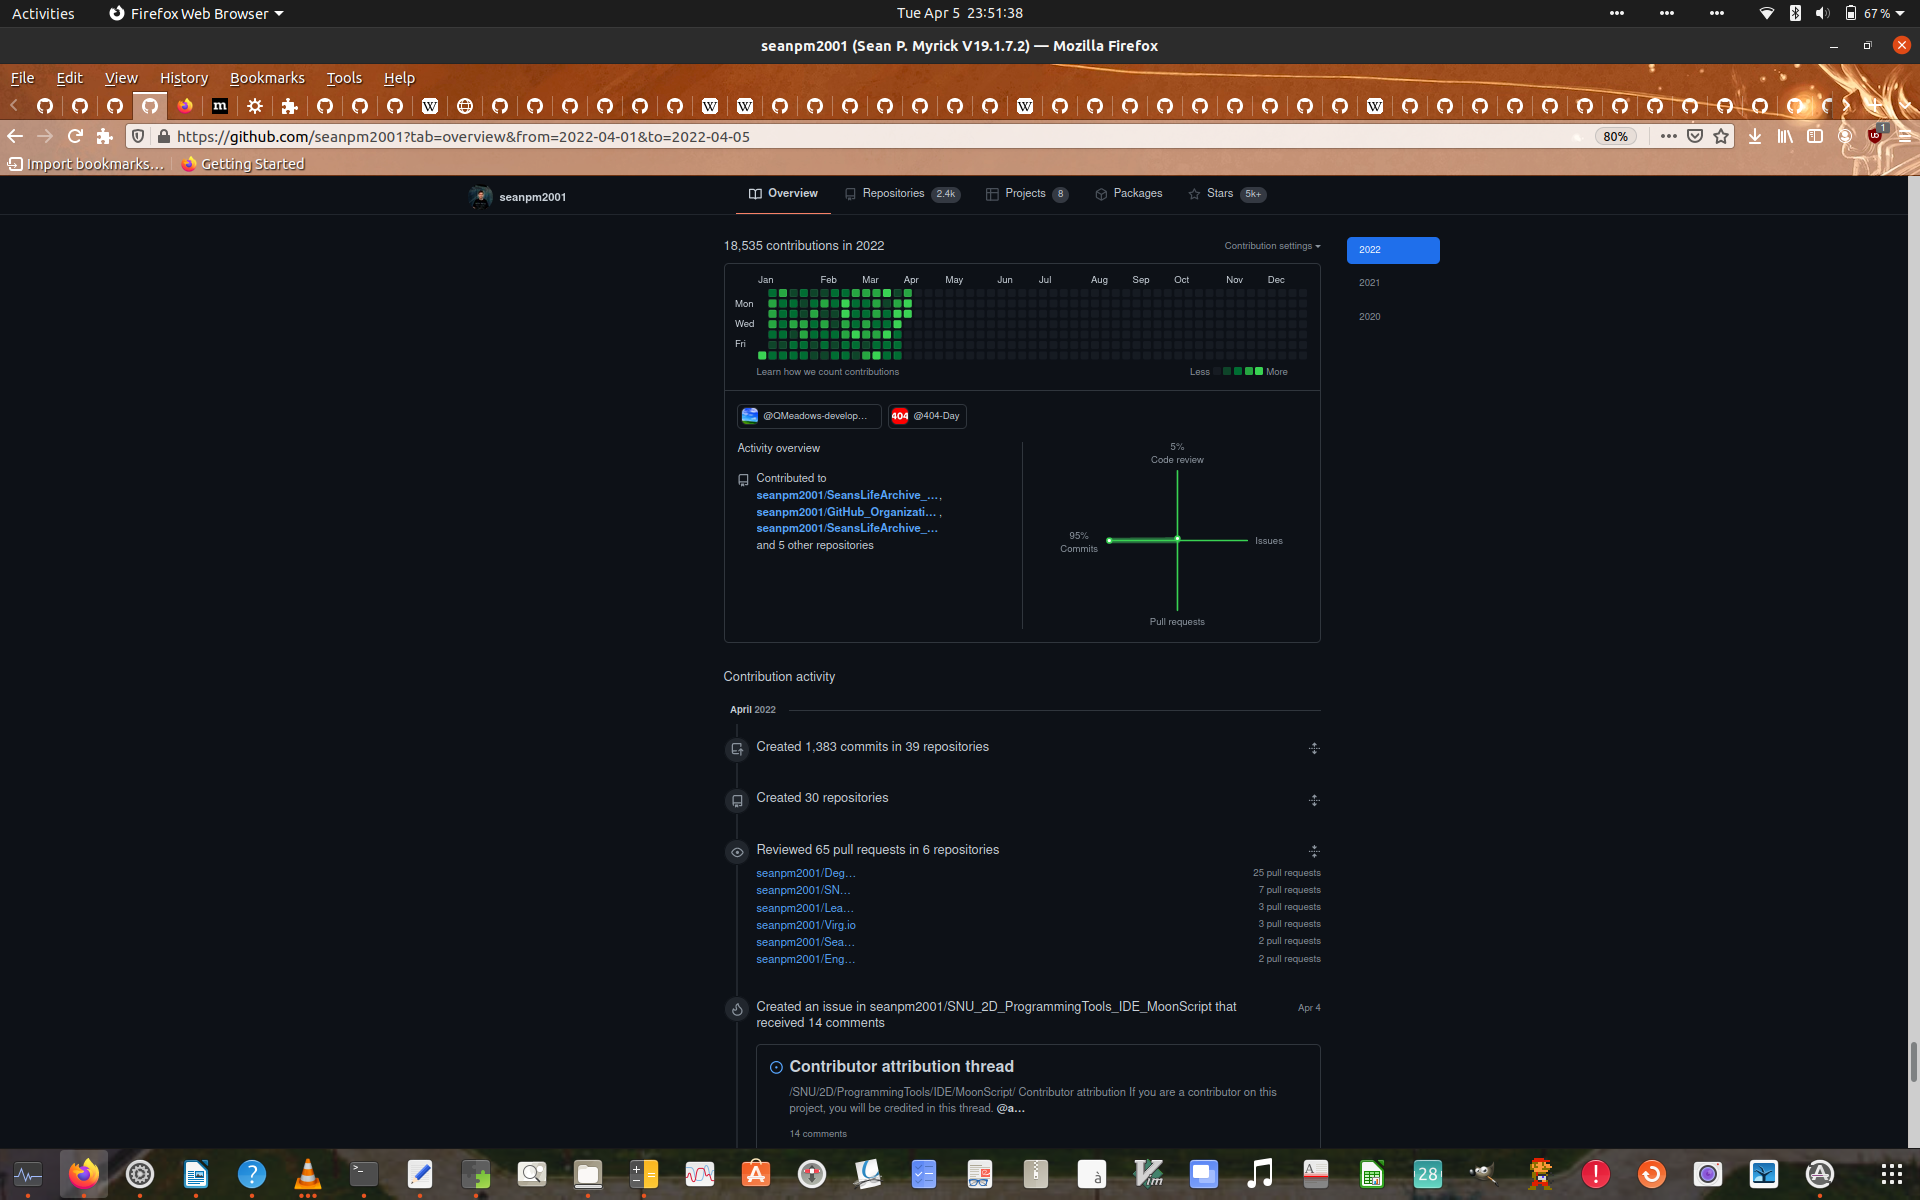 Activities
Firefox Web Browser
Tue Apr 5 23:51:38
67 %
seanpm2001 (Sean P. Myrick V19.1.7.2) — Mozilla Firefox
File Edit View History Bookmarks Tools Help
https://github.com/seanpm2001?tab=overview&from=2022-04-01&to=2022-04-05
80%
1
Import bookmarks...
Getting Started
seanpm2001
Overview
Repositories 2.4k
Projects 8
Packages
Stars 5k+
18,535 contributions in 2022
Contribution settings
2022
2021
2020
Jan Feb Mar Apr May Jun Jul Aug Sep Oct Nov Dec
Mon
Wed
Fri
Learn how we count contributions
Less More
@QMeadows-develop...
404 @404-Day
Activity overview
Contributed to
seanpm2001/SeansLifeArchive_...,
seanpm2001/GitHub_Organizati... ,
seanpm2001/SeansLifeArchive_...
and 5 other repositories
5%
Code review
95%
Commits
Issues
Pull requests
Contribution activity
April 2022
Created 1,383 commits in 39 repositories
Created 30 repositories
Reviewed 65 pull requests in 6 repositories
seanpm2001/Deg... 25 pull requests
seanpm2001/SN... 7 pull requests
seanpm2001/Lea... 3 pull requests
seanpm2001/Virg.io 3 pull requests
seanpm2001/Sea... 2 pull requests
seanpm2001/Eng... 2 pull requests
Created an issue in seanpm2001/SNU_2D_ProgrammingTools_IDE_MoonScript that
received 14 comments
Apr 4
Contributor attribution thread
/SNU/2D/ProgrammingTools/IDE/MoonScript/ Contributor attribution If you are a contributor on this
project, you will be credited in this thread. @a...
14 comments
28